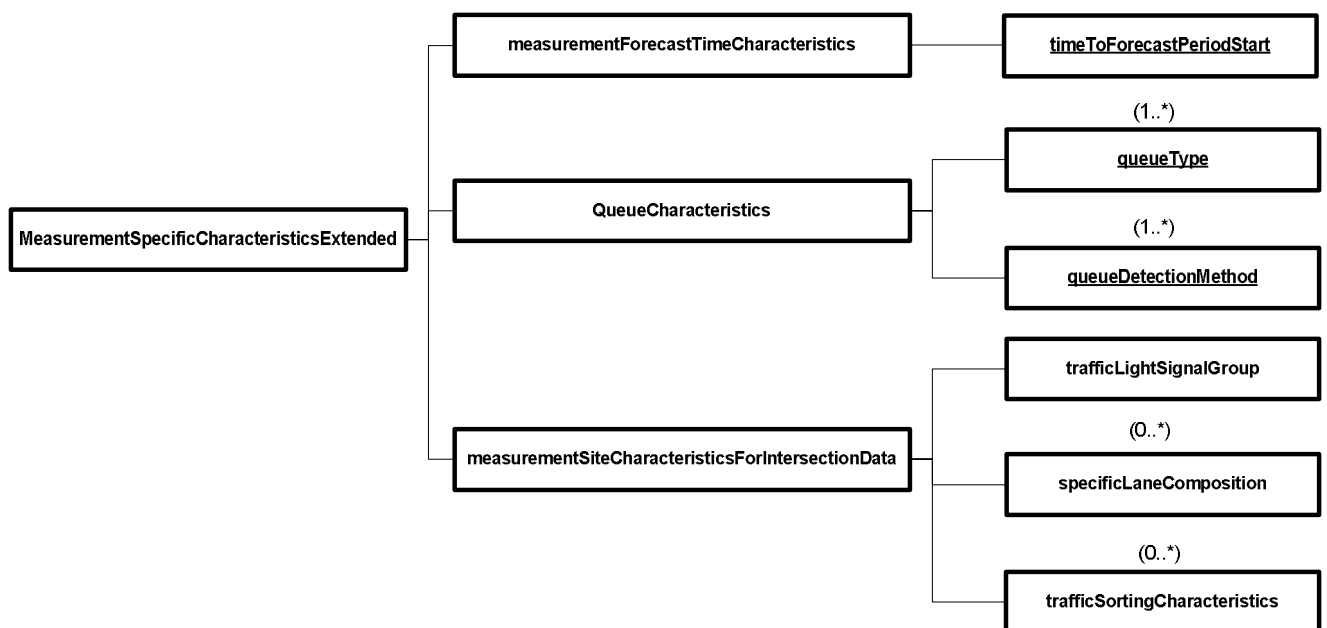 measurementForecastTimeCharacteristics
timeToForecastPeriodStart
(1..*)
queueType
QueueCharacteristics
(1..*)
MeasurementSpecificCharacteristicsExtended
queueDetectionMethod
trafficLightSignalGroup
(0..*)
measurementSiteCharacteristicsForIntersectionData
specificLaneComposition
(0..*)
trafficSortingCharacteristics